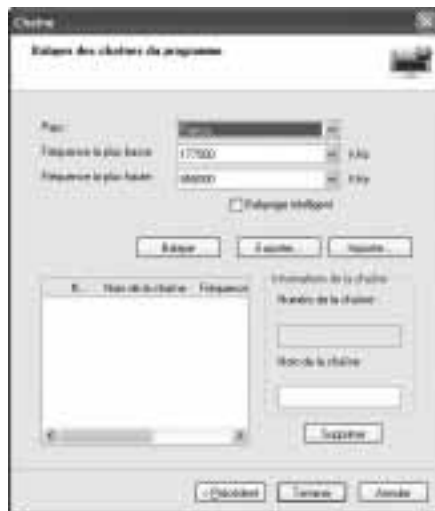 Chaîne
Balayer des chaînes du programme
Pays:
Fréquence la plus basse: 177500 KHz
Fréquence la plus haute: KHz
Balayage intelligent
Balayer Exporter... Importer...
N... Nom de la chaîne Fréquence
Informations de la chaîne
Numéro de la chaîne:
Nom de la chaîne:
Supprimer
< Précédent Terminer Annuler